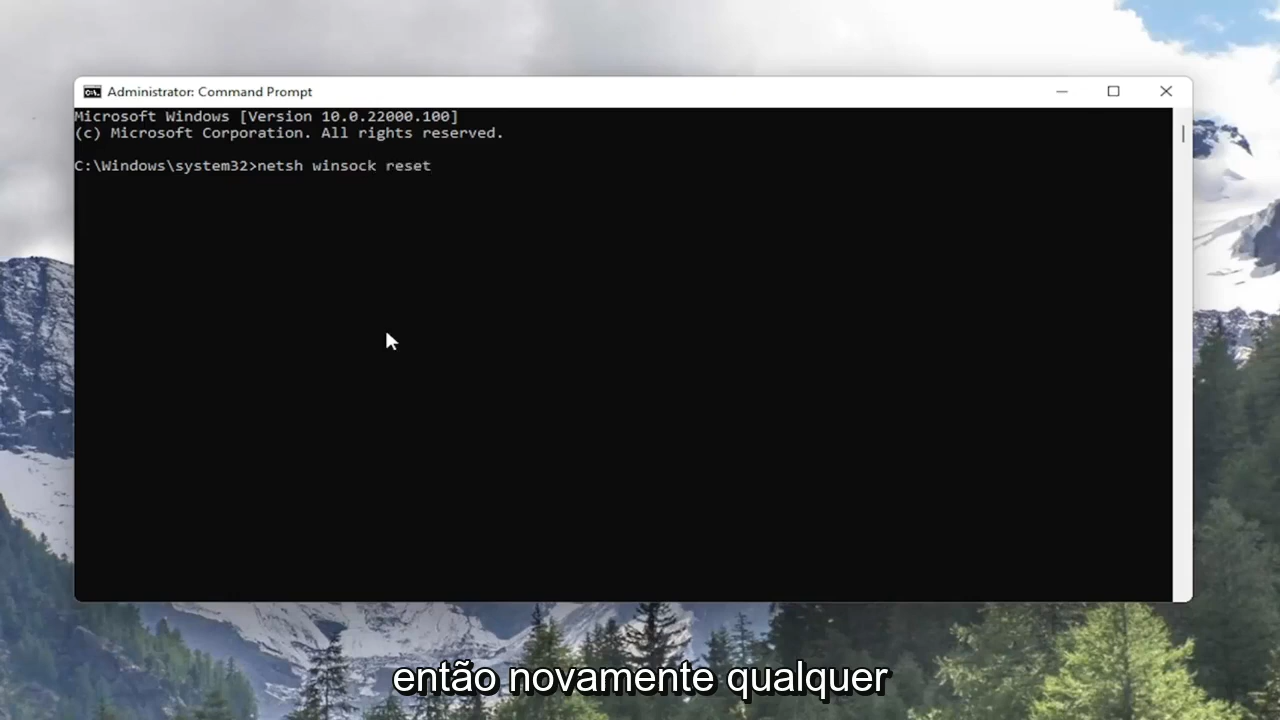 Administrator: Command Prompt
Microsoft Windows [Version 10.0.22000.100]
(c) Microsoft Corporation. All rights reserved.
C:\Windows\system32>netsh winsock reset
então novamente qualquer